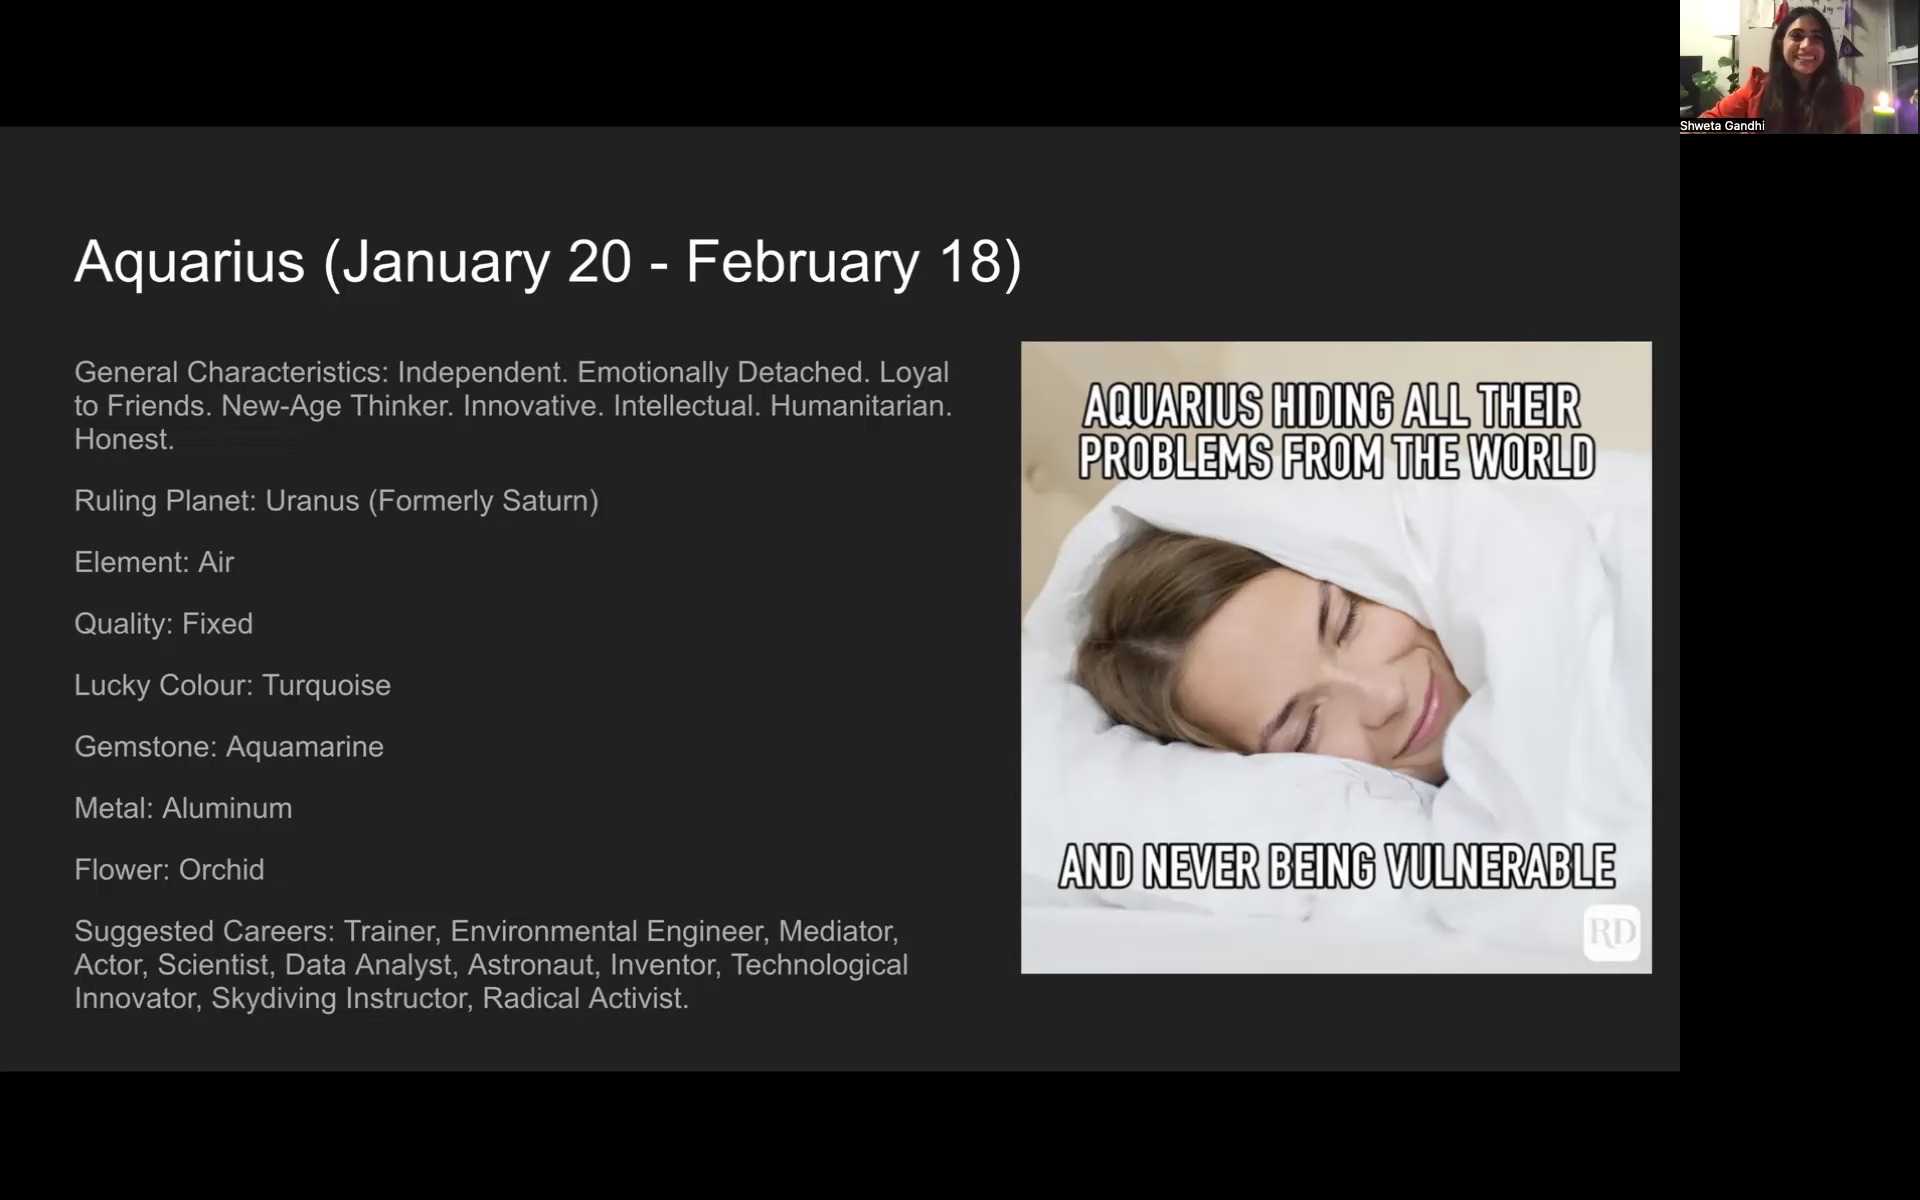 Shweta Gandhi
Aquarius (January 20 - February 18)
General Characteristics: Independent. Emotionally Detached. Loyal
to Friends. New-Age Thinker. Innovative. Intellectual. Humanitarian.
Honest.
Ruling Planet: Uranus (Formerly Saturn)
Element: Air
Quality: Fixed
Lucky Colour: Turquoise
Gemstone: Aquamarine
Metal: Aluminum
Flower: Orchid
Suggested Careers: Trainer, Environmental Engineer, Mediator,
Actor, Scientist, Data Analyst, Astronaut, Inventor, Technological
Innovator, Skydiving Instructor, Radical Activist.
AQUARIUS HIDING ALL THEIR
PROBLEMS FROM THE WORLD
AND NEVER BEING VULNERABLE
RD